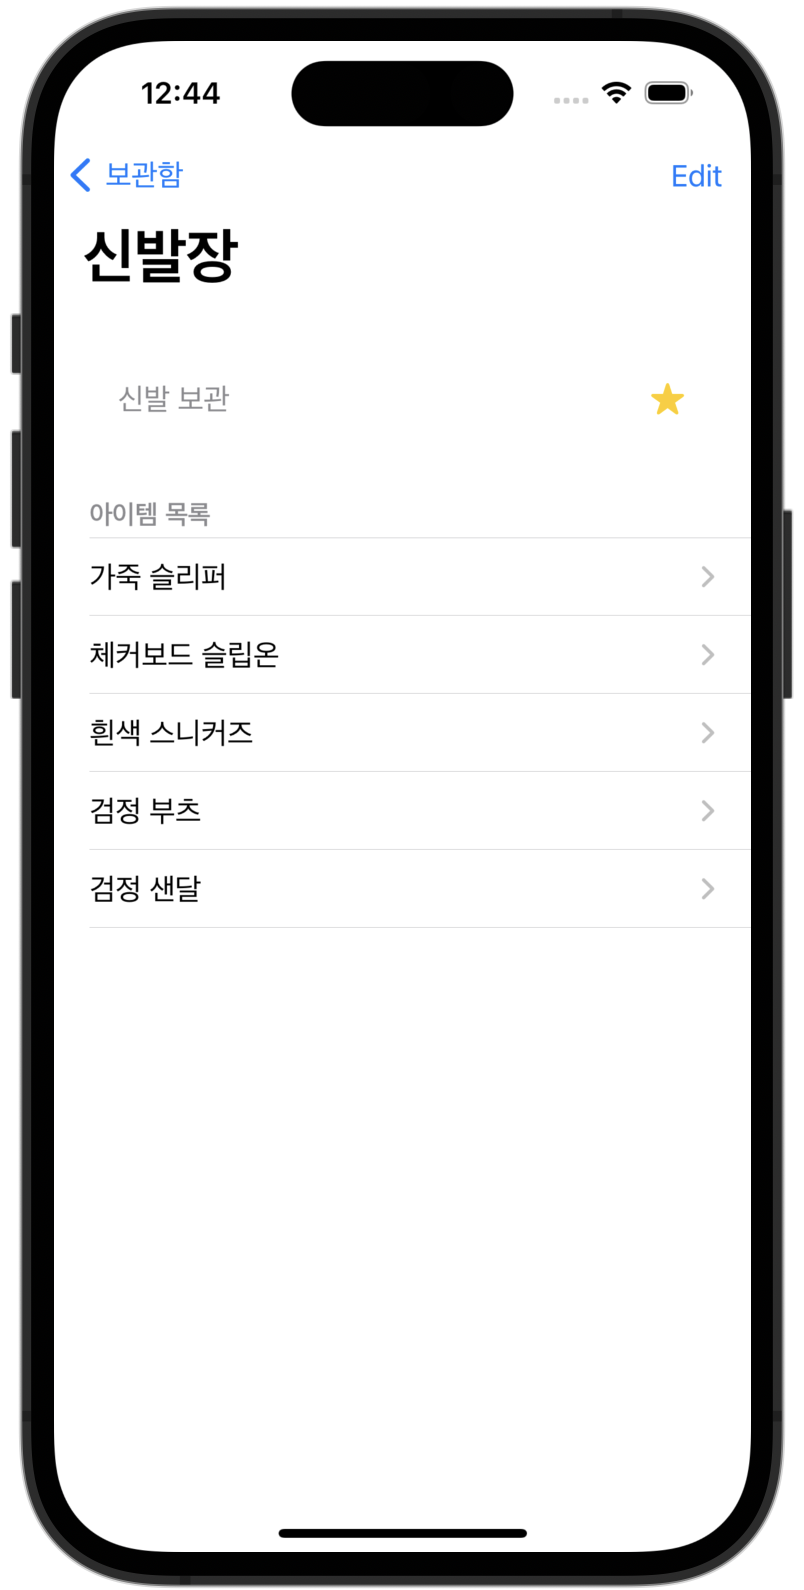 12:44
보관함
Edit
신발장
신발 보관
아이템 목록
가죽 슬리퍼
체커보드 슬립온
흰색 스니커즈
검정 부츠
검정 샌달